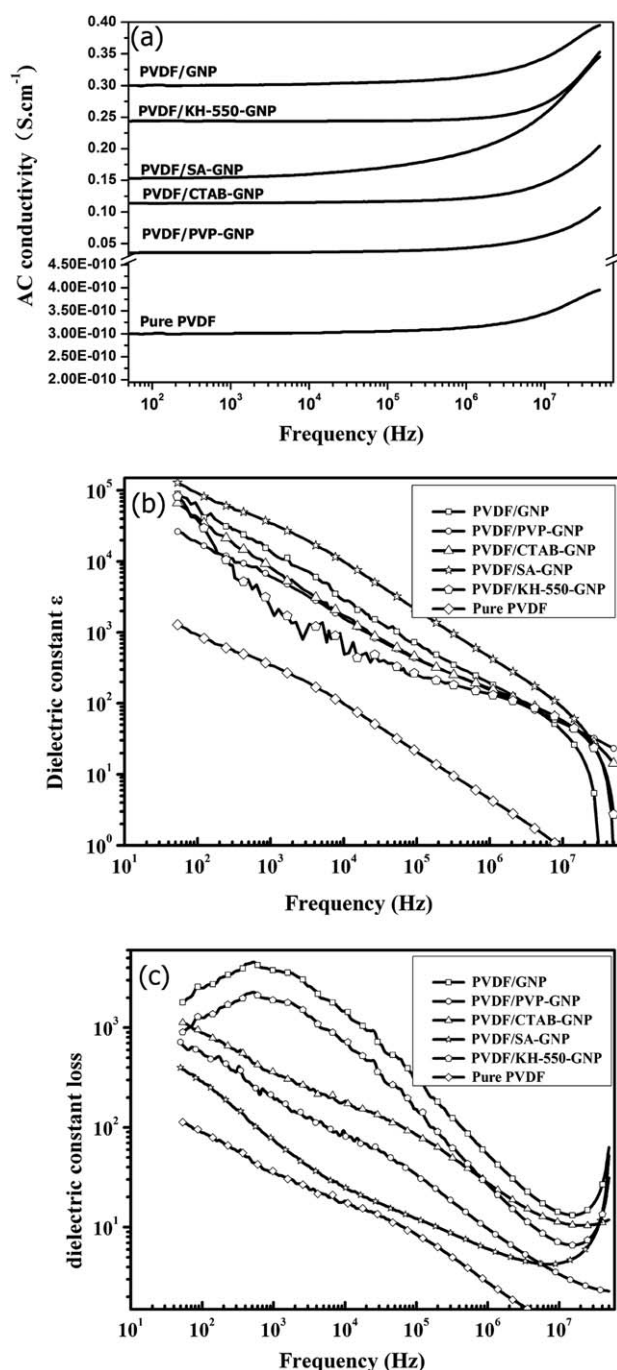 (a)
0.40
0.35
0.30
0.25
0.20
0.15
0.10
0.05
4.50E-010
4.00E-010
3.50E-010
3.00E-010
2.50E-010
2.00E-010
AC conductivity (S.cm⁻¹)
PVDF/GNP
PVDF/KH-550-GNP
PVDF/SA-GNP
PVDF/CTAB-GNP
PVDF/PVP-GNP
Pure PVDF
10² 10³ 10⁴ 10⁵ 10⁶ 10⁷
Frequency (Hz)
(b)
10⁵
10⁴
10³
10²
10¹
10⁰
Dielectric constant ε
PVDF/GNP
PVDF/PVP-GNP
PVDF/CTAB-GNP
PVDF/SA-GNP
PVDF/KH-550-GNP
Pure PVDF
10¹ 10² 10³ 10⁴ 10⁵ 10⁶ 10⁷
Frequency (Hz)
(c)
10³
10²
10¹
dielectric constant loss
PVDF/GNP
PVDF/PVP-GNP
PVDF/CTAB-GNP
PVDF/SA-GNP
PVDF/KH-550-GNP
Pure PVDF
10¹ 10² 10³ 10⁴ 10⁵ 10⁶ 10⁷
Frequency (Hz)